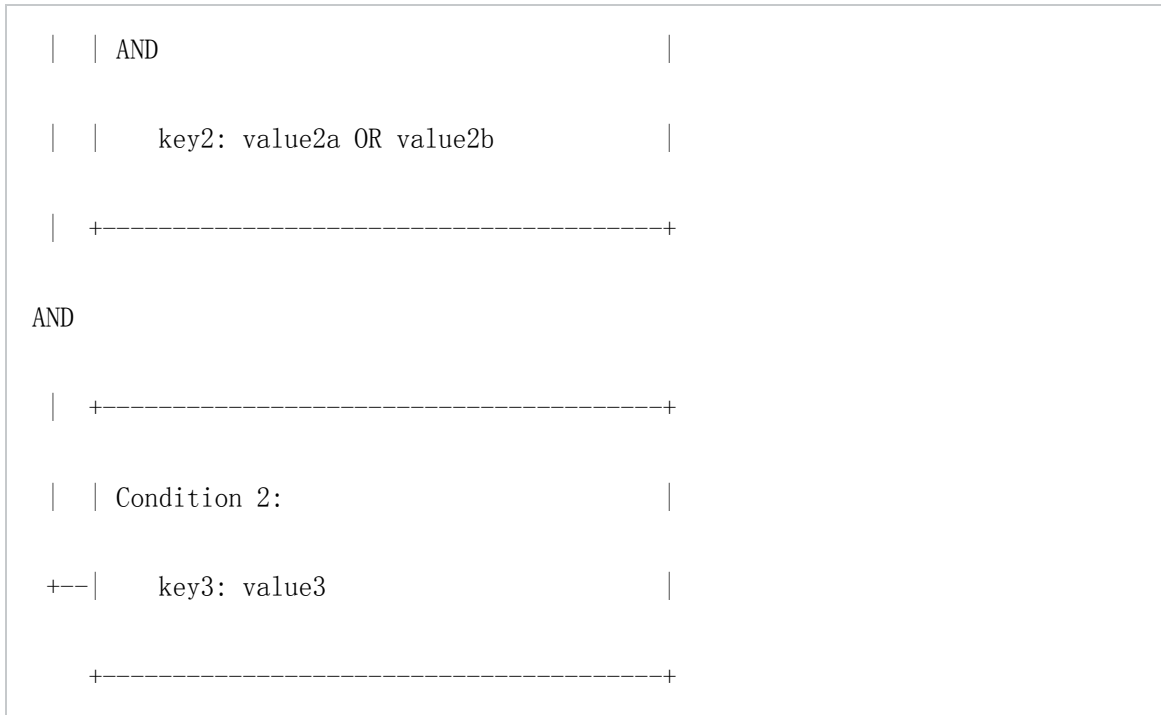 | | AND |
| | key2: value2a OR value2b |
| +----------------------------------------+
AND
| +----------------------------------------+
| | Condition 2: |
+--| key3: value3 |
+----------------------------------------+